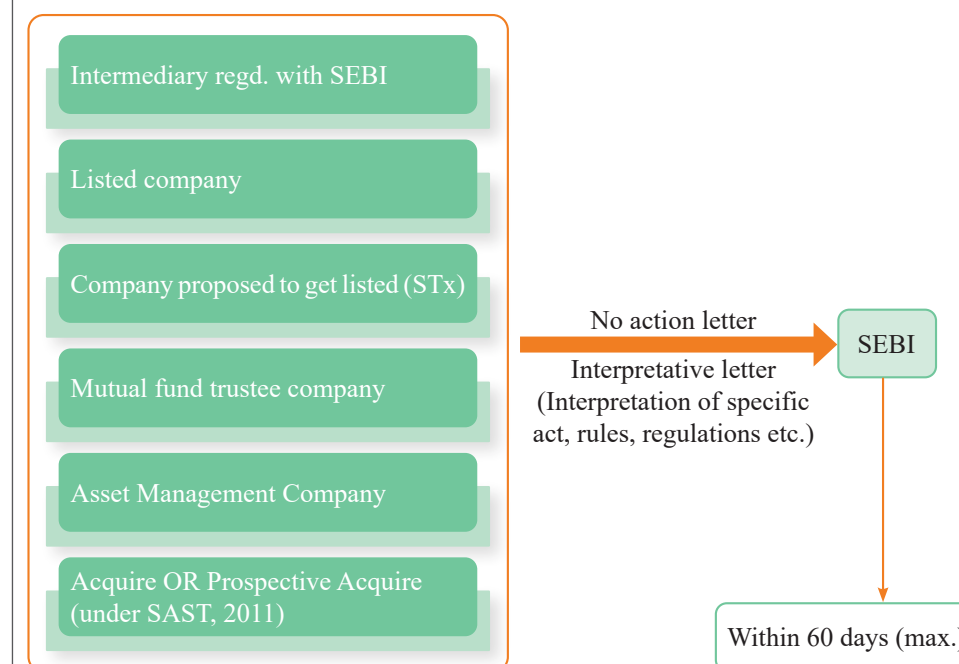 Intermediary regd. with SEBI
Listed company
Company proposed to get listed (STx)
Mutual fund trustee company
Asset Management Company
Acquire OR Prospective Acquire
(under SAST, 2011)
No action letter
Interpretative letter
(Interpretation of specific
act, rules, regulations etc.)
SEBI
Within 60 days (max.)